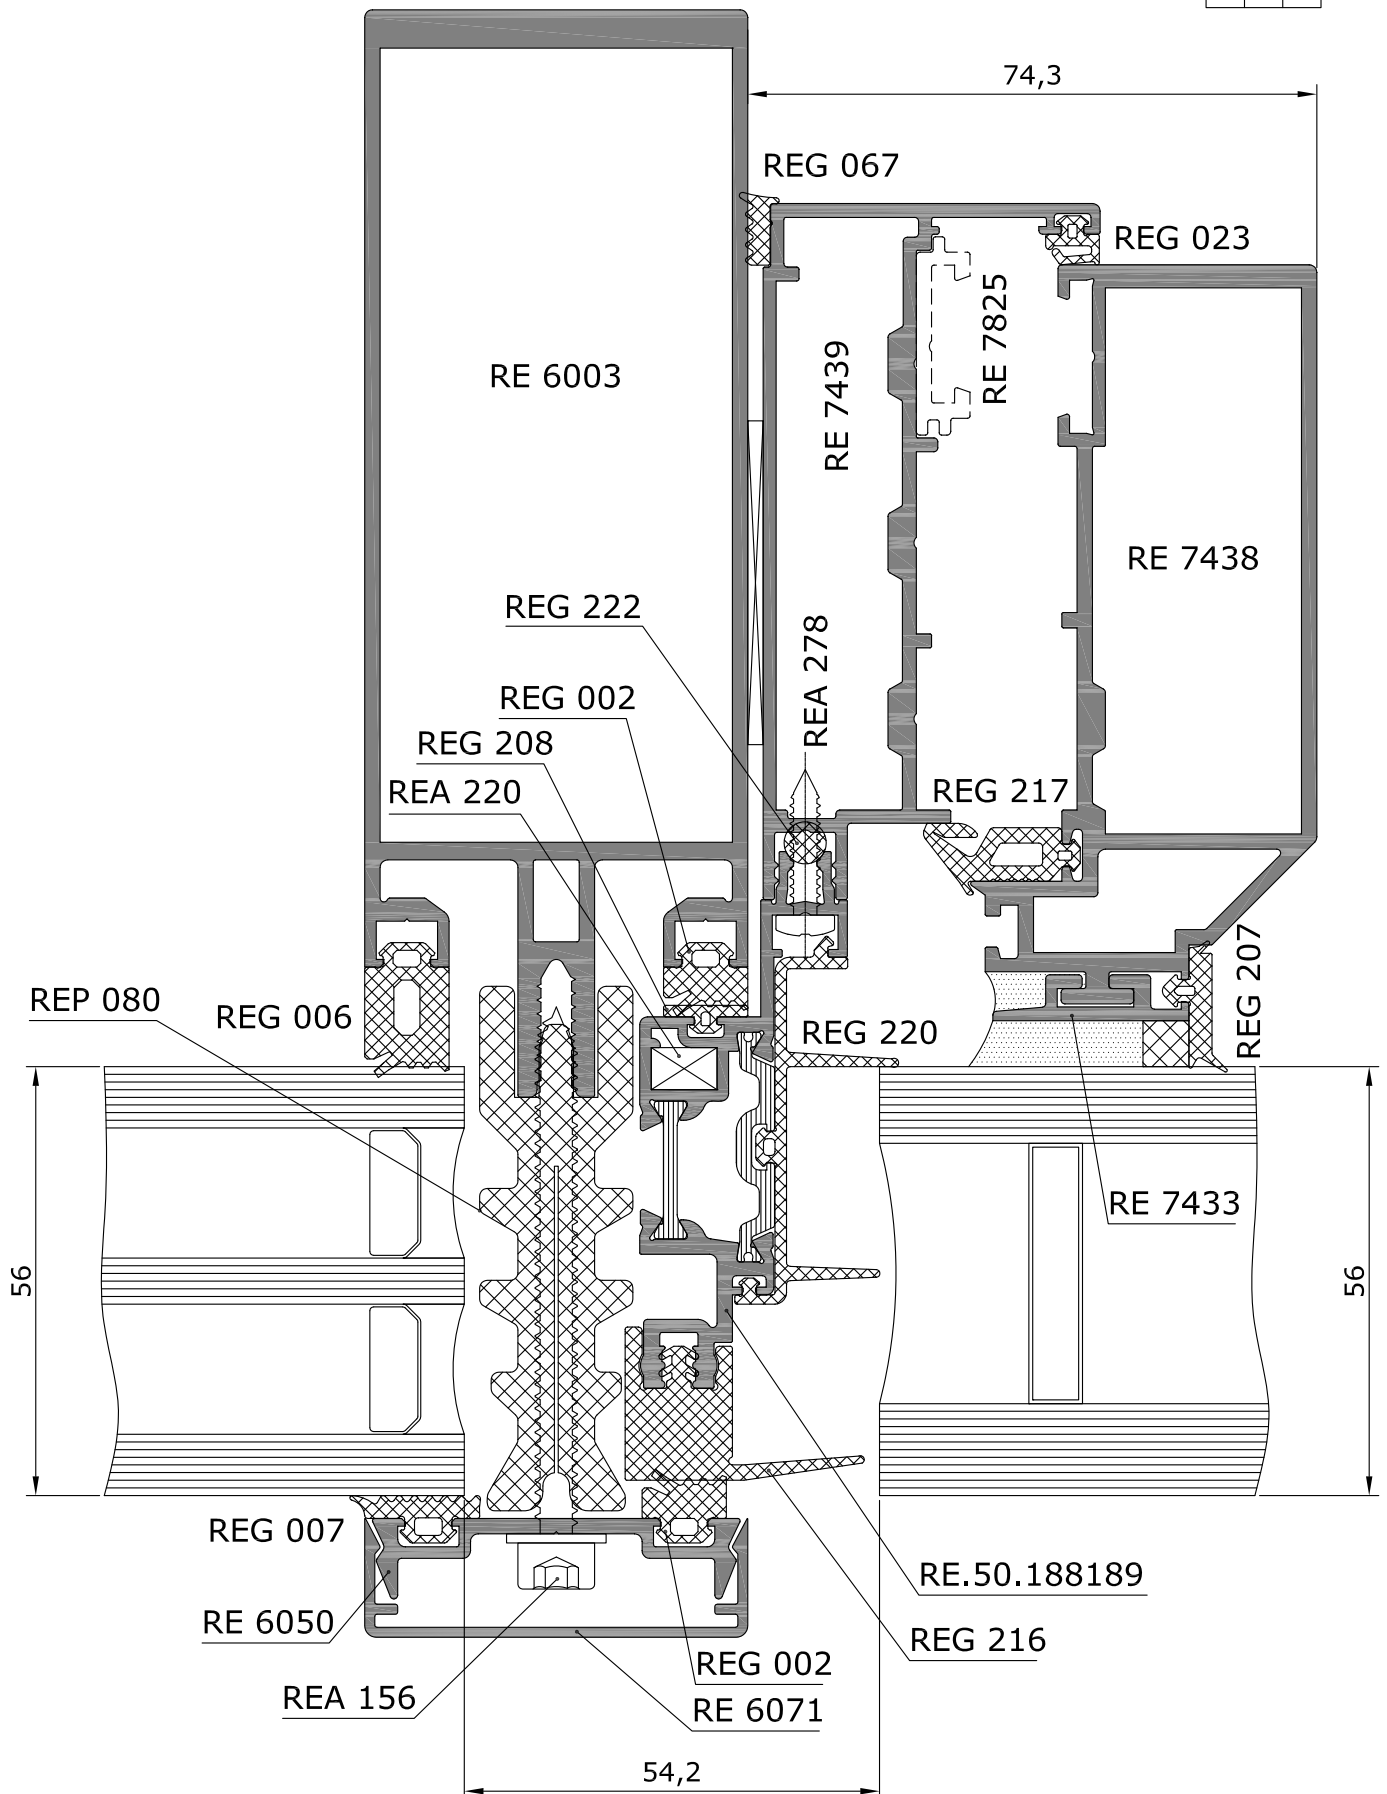 74,3
REG 067
REG 023
RE 7825
RE 7439
RE 6003
RE 7438
REG 222
REA 278
REG 002
REG 208
REA 220
REG 217
REP 080
REG 006
REG 220
REG 207
RE 7433
56
56
REG 007
RE.50.188189
RE 6050
REG 216
REG 002
REA 156
RE 6071
54,2